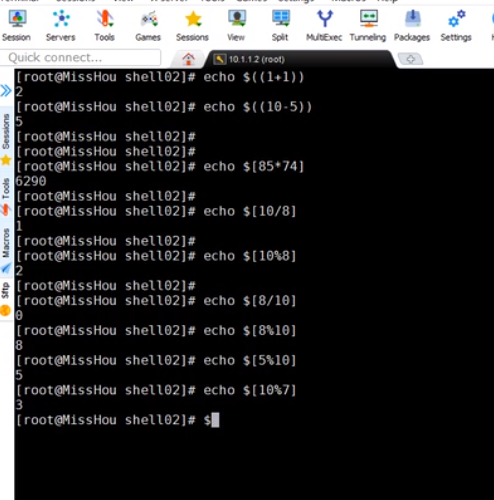 Session Servers Tools Games Sessions View Split MultiExec Tunneling Packages Settings
Quick connect...
10.1.1.2 (root)
Sessions
Tools
Macros
Sftp
[root@MissHou shell02]# echo $((1+1))
2
[root@MissHou shell02]# echo $((10-5))
5
[root@MissHou shell02]#
[root@MissHou shell02]#
[root@MissHou shell02]# echo $[85*74]
6290
[root@MissHou shell02]#
[root@MissHou shell02]# echo $[10/8]
1
[root@MissHou shell02]#
[root@MissHou shell02]# echo $[10%8]
2
[root@MissHou shell02]#
[root@MissHou shell02]# echo $[8/10]
0
[root@MissHou shell02]# echo $[8%10]
8
[root@MissHou shell02]# echo $[5%10]
5
[root@MissHou shell02]# echo $[10%7]
3
[root@MissHou shell02]# $